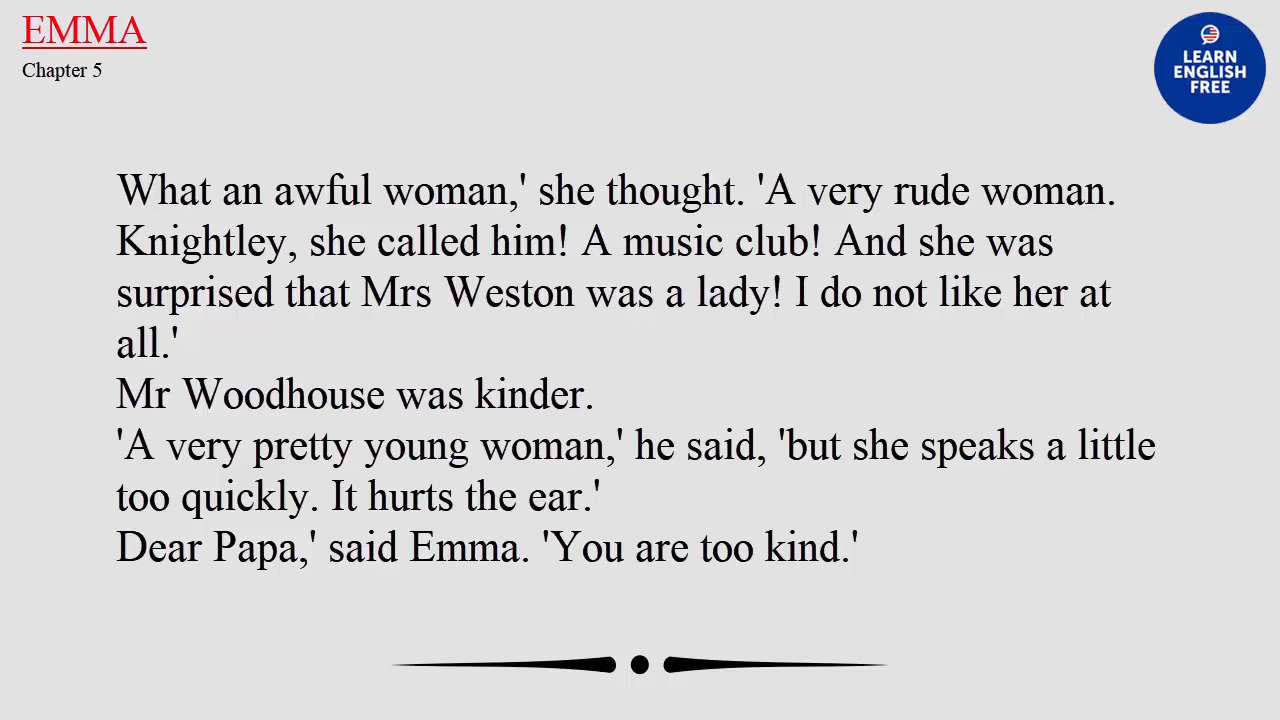 EMMA
Chapter 5
LEARN
ENGLISH
FREE
What an awful woman,' she thought. 'A very rude woman.
Knightley, she called him! A music club! And she was
surprised that Mrs Weston was a lady! I do not like her at
all.'
Mr Woodhouse was kinder.
'A very pretty young woman,' he said, 'but she speaks a little
too quickly. It hurts the ear.'
Dear Papa,' said Emma. 'You are too kind.'